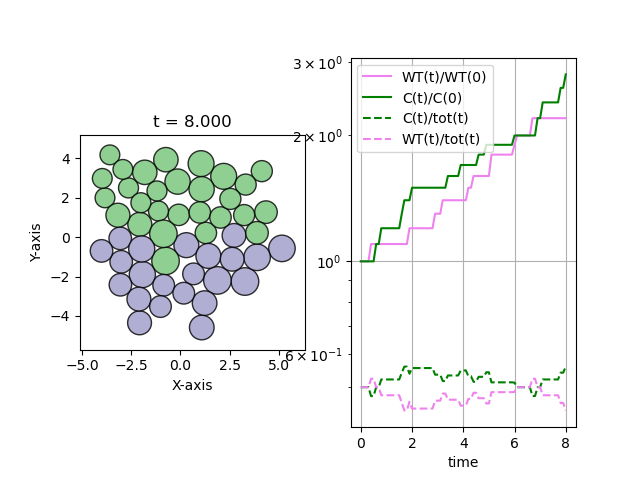 t = 8.000
4
2
0
−2
−4
Y-axis
−5.0
−2.5
0.0
2.5
5.0
X-axis
3 × 10⁰
2 × 10⁰
10⁰
6 × 10⁻¹
WT(t)/WT(0)
C(t)/C(0)
C(t)/tot(t)
WT(t)/tot(t)
0
2
4
6
8
time